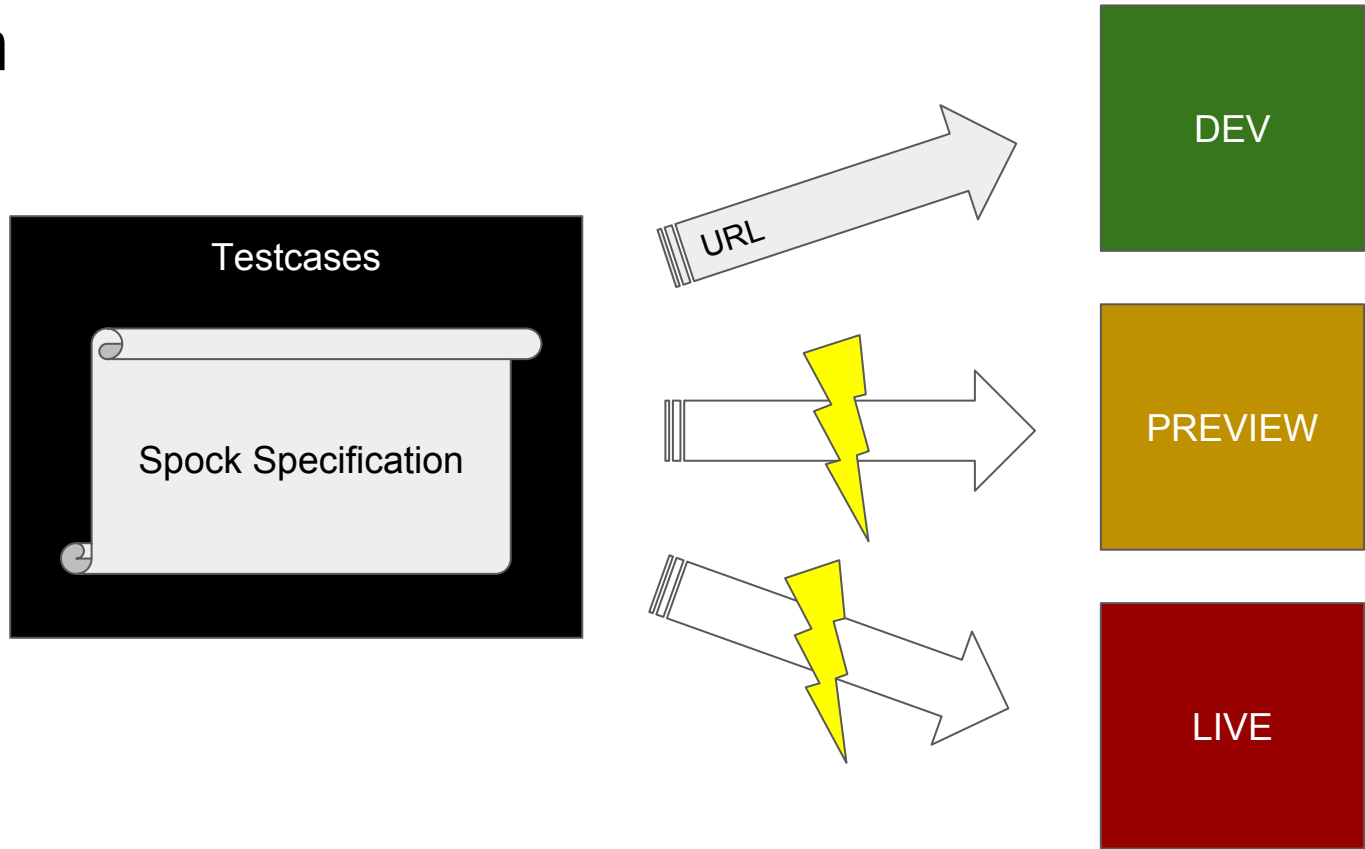 Testcases
Spock Specification
URL
DEV
PREVIEW
LIVE